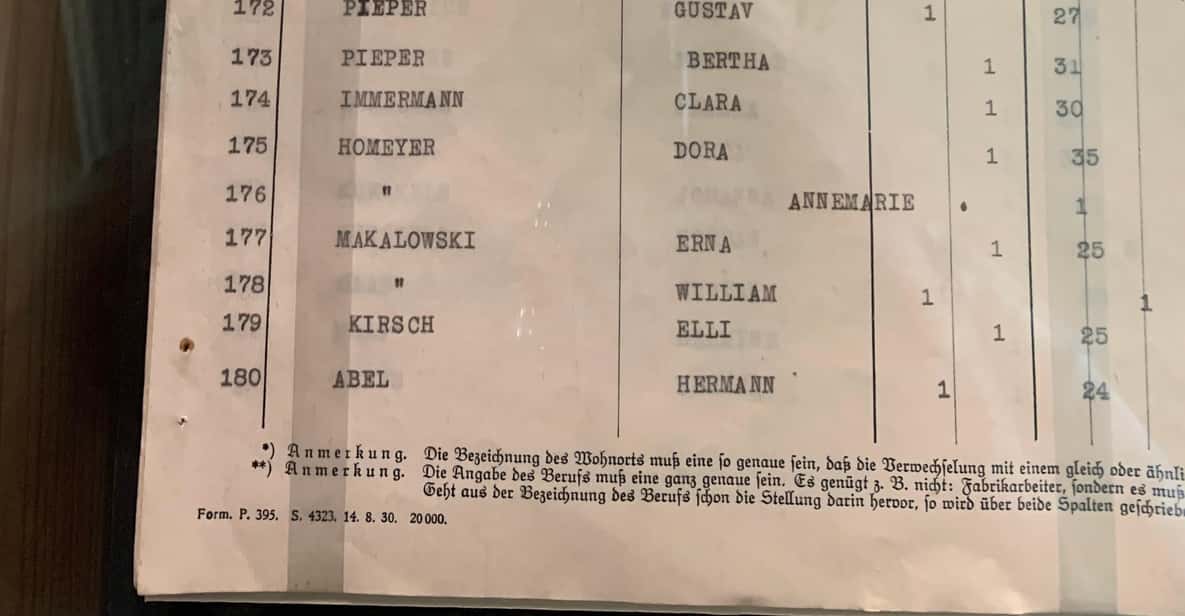 172 PIEPER GUSTAV 1 27
173 PIEPER BERTHA 1 31
174 IMMERMANN CLARA 1 30
175 HOMEYER DORA 1 35
176 " ANNEMARIE . 1
177 MAKALOWSKI ERNA 1 25
178 " WILLIAM 1 1
179 KIRSCH ELLI 1 25
180 ABEL HERMANN 1 24
*) Anmerkung. Die Bezeichnung des Wohnorts muß eine so genaue sein, daß die Verwechselung mit einem gleich oder ähnli
**) Anmerkung. Die Angabe des Berufs muß eine ganz genaue sein. Es genügt z. B. nicht: Fabrikarbeiter, sondern es muß
Geht aus der Bezeichnung des Berufs schon die Stellung darin hervor, so wird über beide Spalten geschriebe
Form. P. 395. S. 4323. 14. 8. 30. 20000.